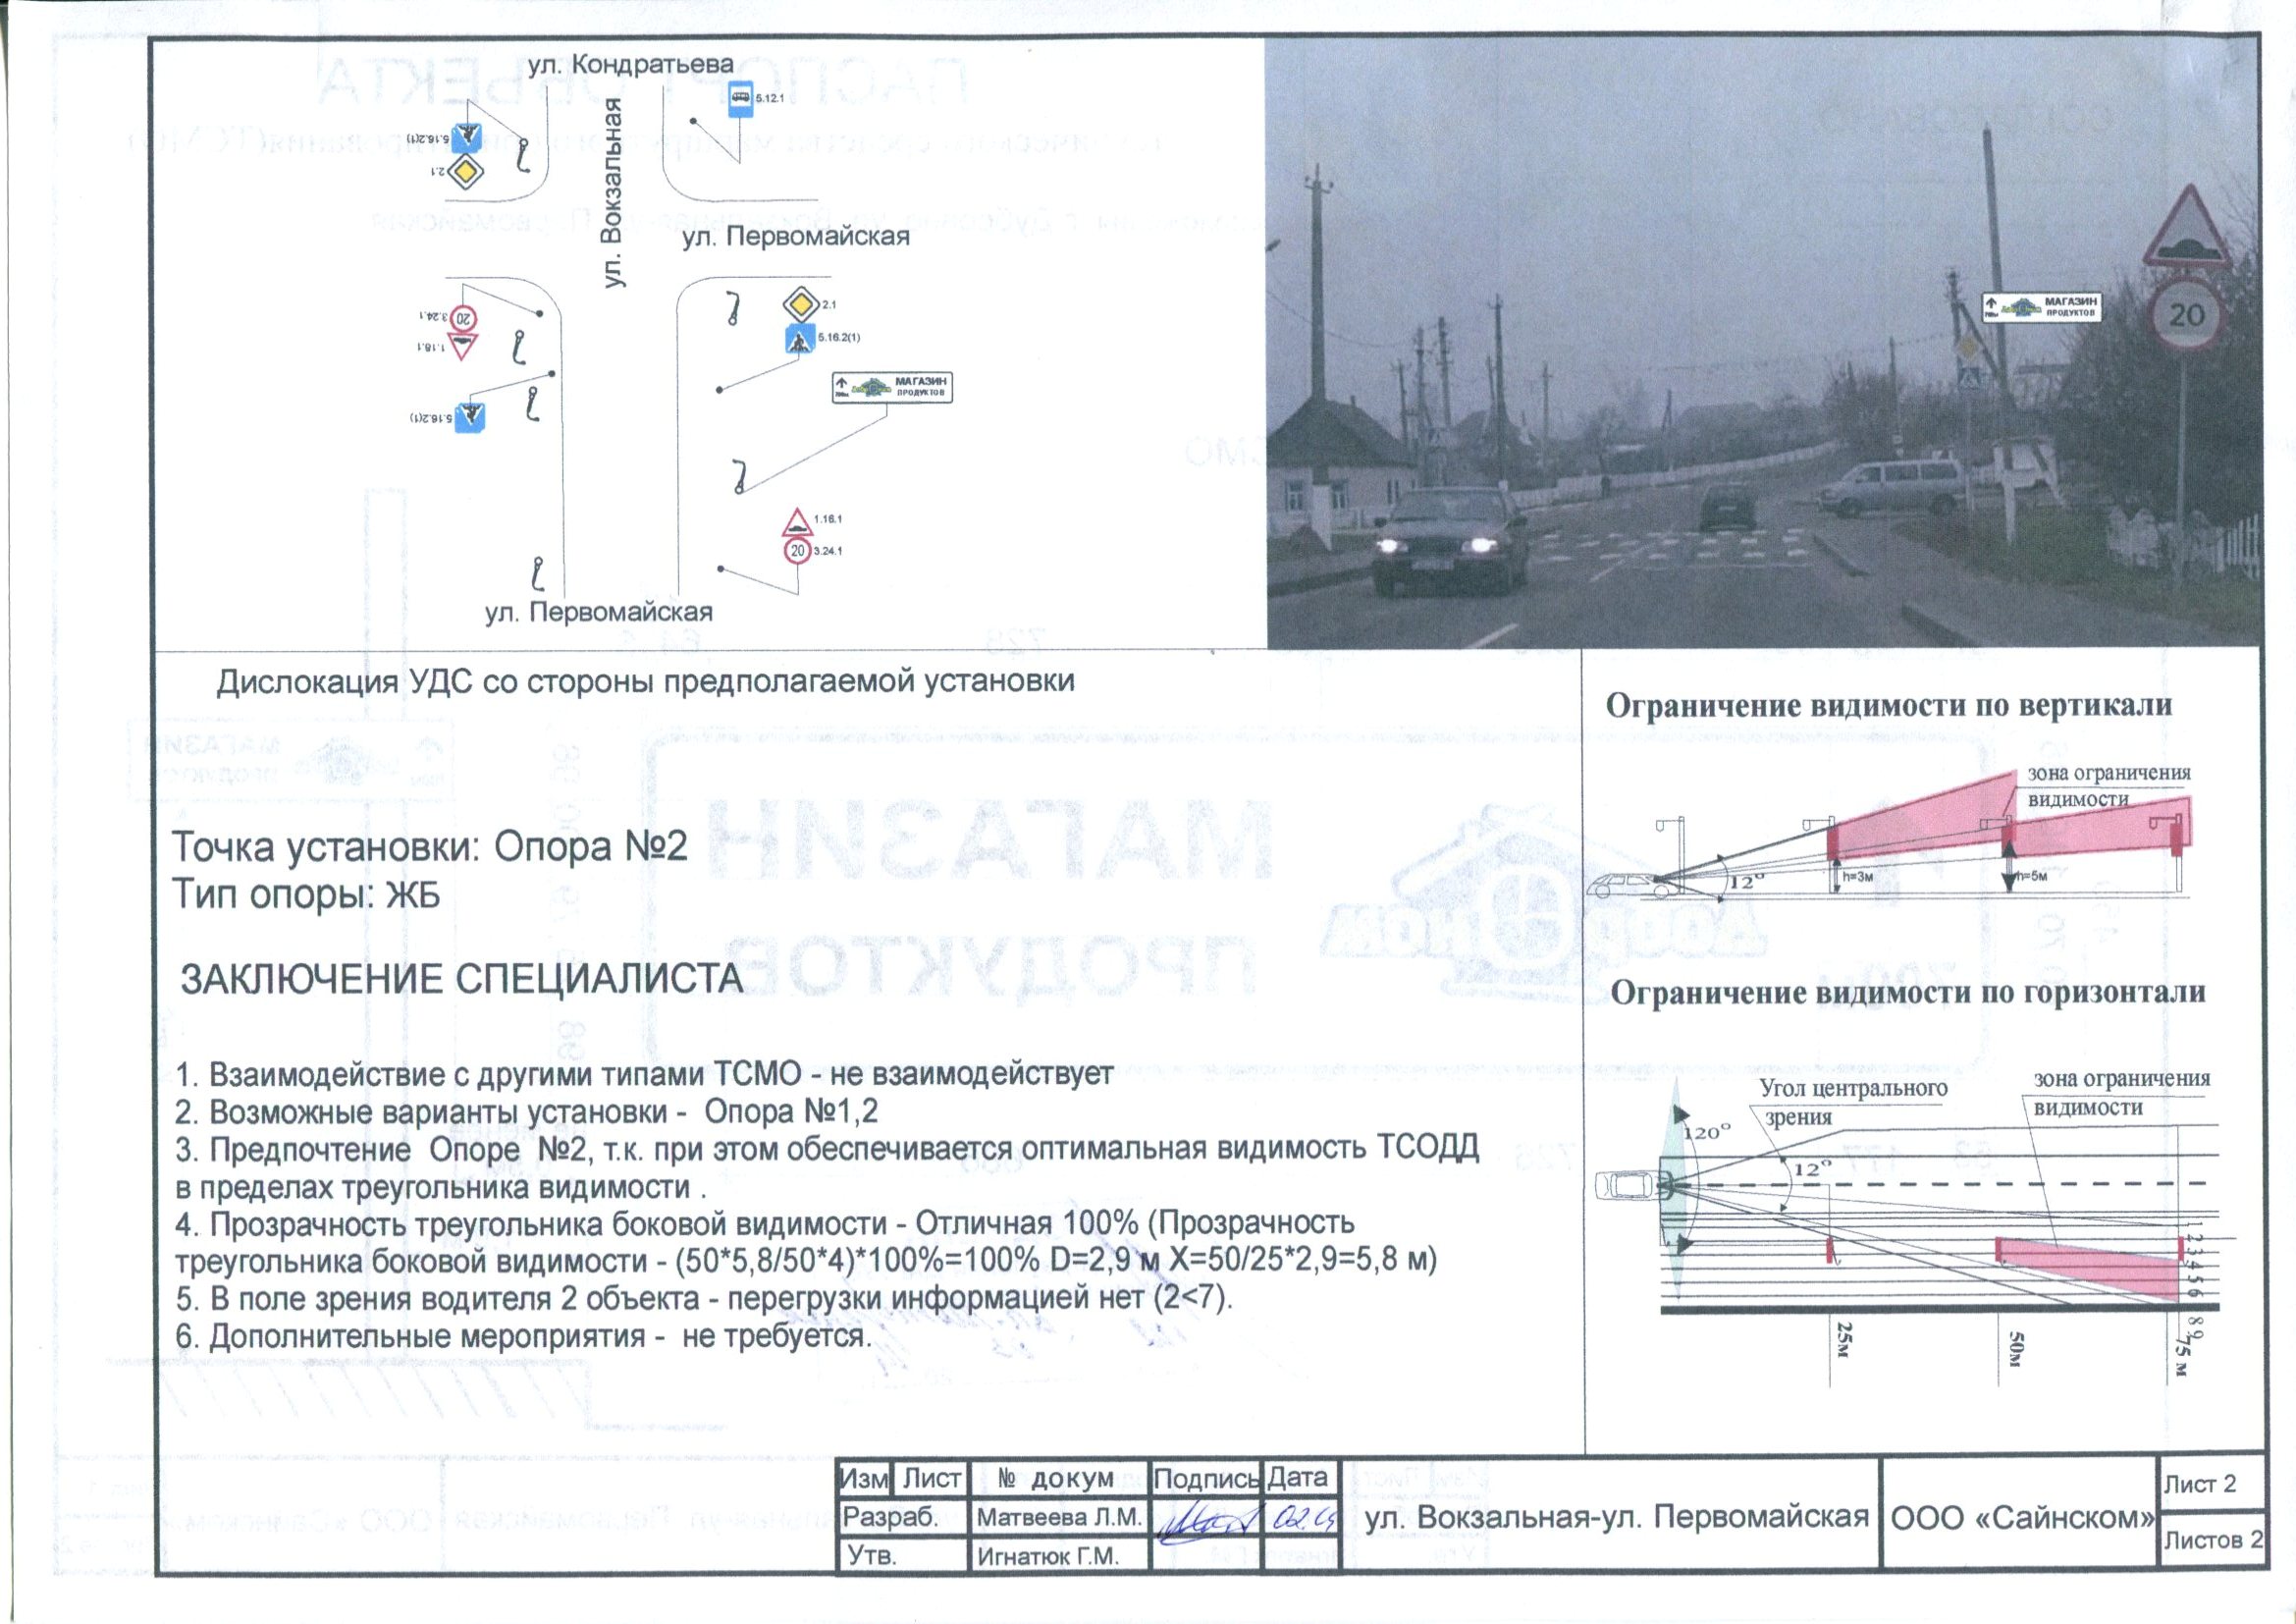 ул. Кондратьева
ул. Вокзальная
5.12.1
5.16.2(1)
2.1
ул. Первомайская
3.24.1
20
1.16.1
5.16.2(1)
2.1
5.16.2(1)
МАГАЗИН
ПРОДУКТОВ
1.16.1
20
3.24.1
ул. Первомайская
МАГАЗИН
ПРОДУКТОВ
20
Дислокация УДС со стороны предполагаемой установки
Точка установки: Опора №2
Тип опоры: ЖБ
ЗАКЛЮЧЕНИЕ СПЕЦИАЛИСТА
1. Взаимодействие с другими типами ТСМО - не взаимодействует
2. Возможные варианты установки - Опора №1,2
3. Предпочтение Опоре №2, т.к. при этом обеспечивается оптимальная видимость ТСОДД
в пределах треугольника видимости .
4. Прозрачность треугольника боковой видимости - Отличная 100% (Прозрачность
треугольника боковой видимости - (50*5,8/50*4)*100%=100% D=2,9 м X=50/25*2,9=5,8 м)
5. В поле зрения водителя 2 объекта - перегрузки информацией нет (2<7).
6. Дополнительные мероприятия - не требуется.
Ограничение видимости по вертикали
зона ограничения
видимости
12°
h=3м
h=5м
Ограничение видимости по горизонтали
Угол центрального
зрения
зона ограничения
видимости
120°
12°
1 2 3 4 5 6
8 9
25м
50м
75 м
Изм Лист № докум Подпись Дата
Разраб. Матвеева Л.М.
Утв. Игнатюк Г.М.
ул. Вокзальная-ул. Первомайская
ООО «Сайнском»
Лист 2
Листов 2